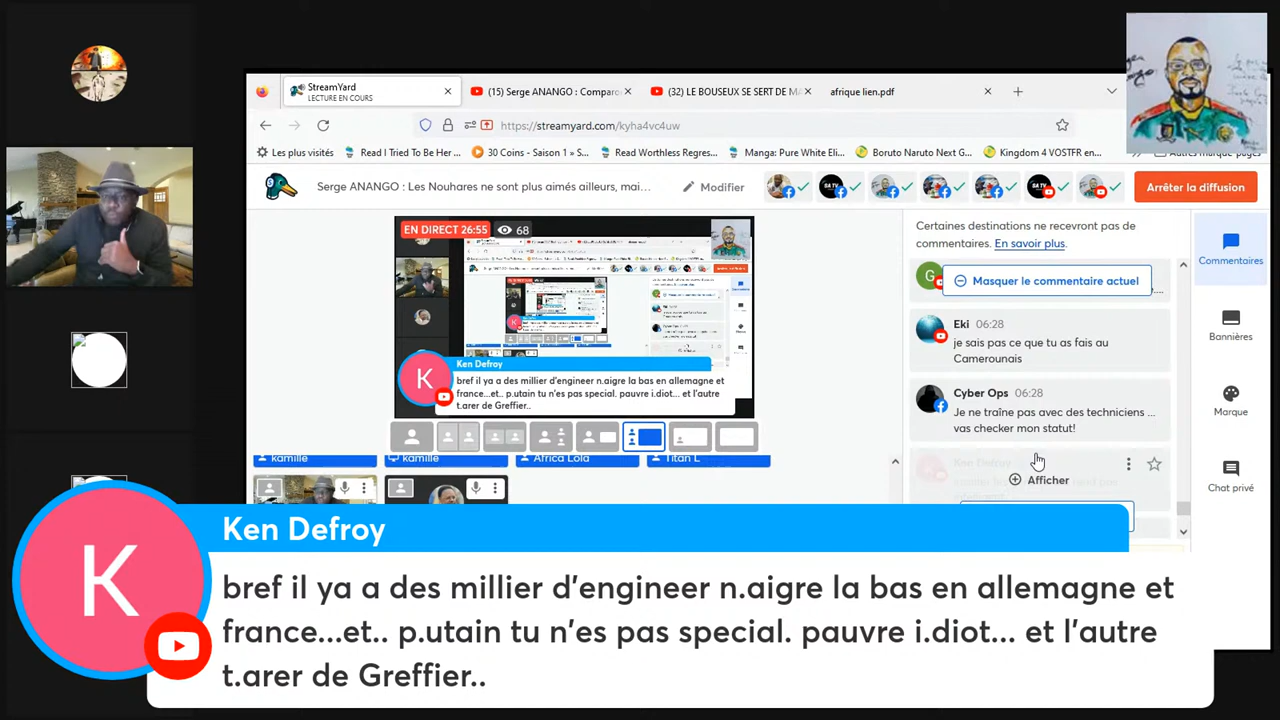 StreamYard
LECTURE EN COURS
(15) Serge ANANGO : Comparo
(32) LE BOUSEUX SE SERT DE MA
afrique lien.pdf
https://streamyard.com/kyha4vc4uw
Les plus visités
Read I Tried To Be Her ...
30 Coins - Saison 1 » S...
Read Worthless Regres...
Manga: Pure White Eli...
Boruto Naruto Next G...
Kingdom 4 VOSTFR en...
Autres marque-pages
Serge ANANGO : Les Nouhares ne sont plus aimés ailleurs, mai...
Modifier
Arrêter la diffusion
EN DIRECT 26:55
68
Ken Defroy
bref il ya a des millier d'engineer n.aigre la bas en allemagne et
france...et.. p.utain tu n'es pas special. pauvre i.diot... et l'autre
t.arer de Greffier..
K
kamille
kamille
Africa Lola
Titan L
Certaines destinations ne recevront pas de
commentaires. En savoir plus.
G
Masquer le commentaire actuel
Eki 06:28
je sais pas ce que tu as fais au
Camerounais
Cyber Ops 06:28
Je ne traîne pas avec des techniciens ...
vas checker mon statut!
Ken Defroy
Afficher
Commentaires
Bannières
Marque
Chat privé
K
Ken Defroy
bref il ya a des millier d'engineer n.aigre la bas en allemagne et
france...et.. p.utain tu n'es pas special. pauvre i.diot... et l'autre
t.arer de Greffier..